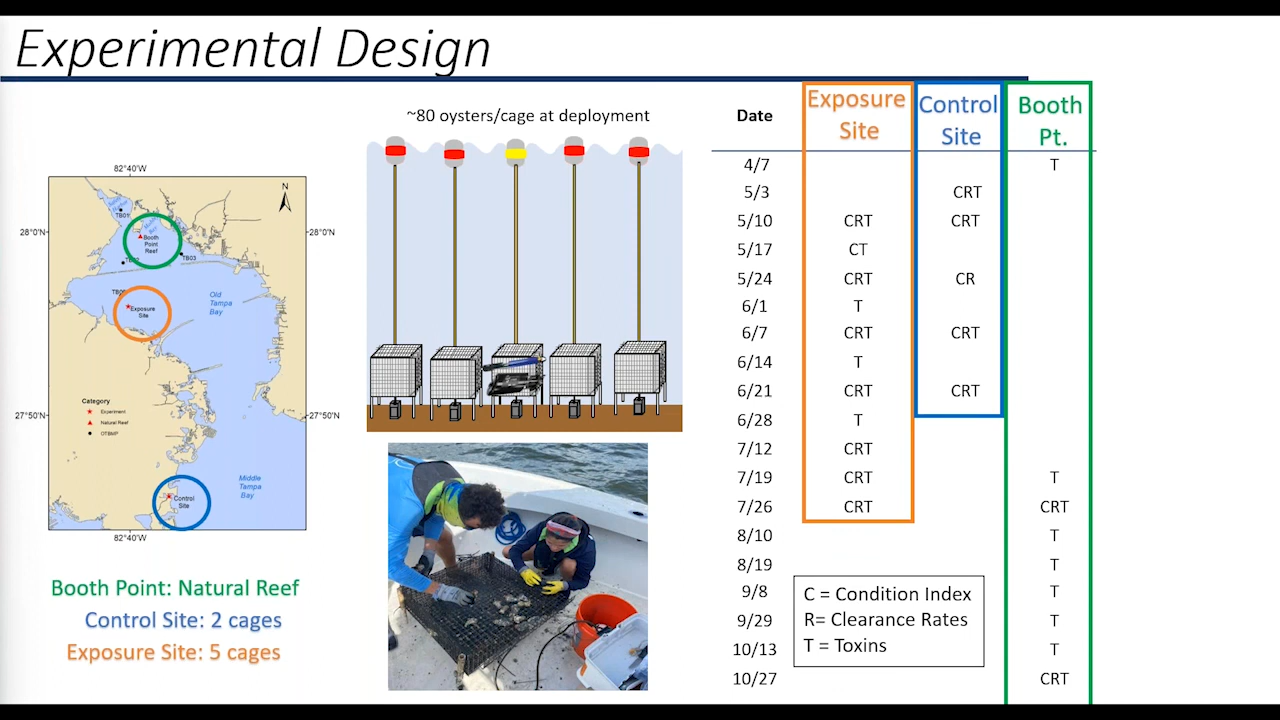 Experimental Design
82°40'W
N
28°0'N
28°0'N
TB01
Booth
Point
Reef
TB03
Exposure
Site
Old
Tampa
Bay
Category
Experiment
Natural Reef
OTBMP
27°50'N
27°50'N
Middle
Tampa
Bay
Control
Site
82°40'W
Booth Point: Natural Reef
Control Site: 2 cages
Exposure Site: 5 cages
~80 oysters/cage at deployment
Date Exposure Site Control Site Booth Pt.
4/7 T
5/3 CRT
5/10 CRT CRT
5/17 CT
5/24 CRT CR
6/1 T
6/7 CRT CRT
6/14 T
6/21 CRT CRT
6/28 T
7/12 CRT
7/19 CRT T
7/26 CRT CRT
8/10 T
8/19 T
9/8 T
9/29 T
10/13 T
10/27 CRT
C = Condition Index
R= Clearance Rates
T = Toxins